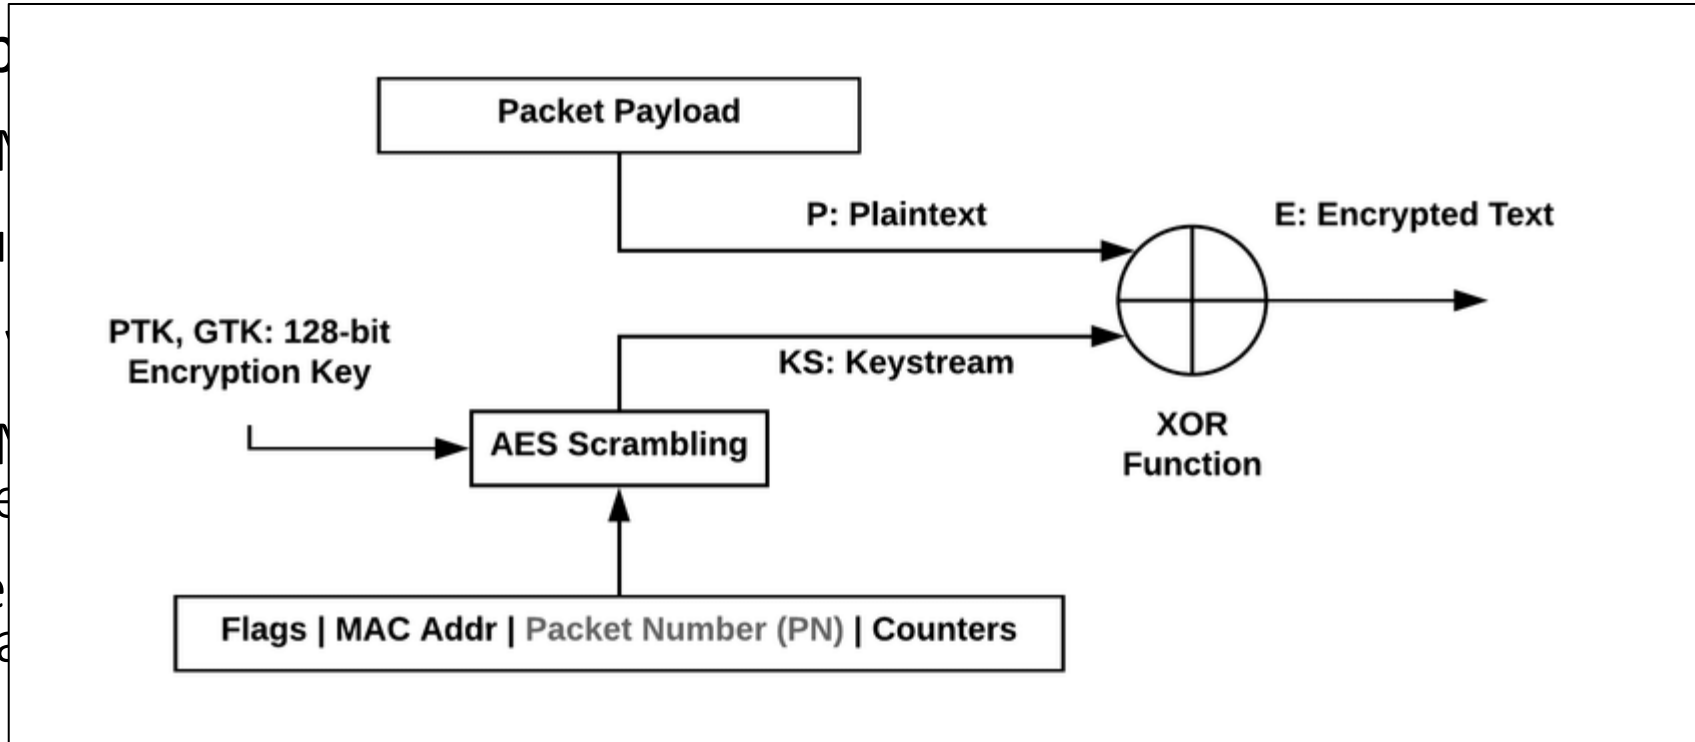 Packet Payload
P: Plaintext
E: Encrypted Text
PTK, GTK: 128-bit
Encryption Key
KS: Keystream
AES Scrambling
XOR
Function
Flags | MAC Addr | Packet Number (PN) | Counters